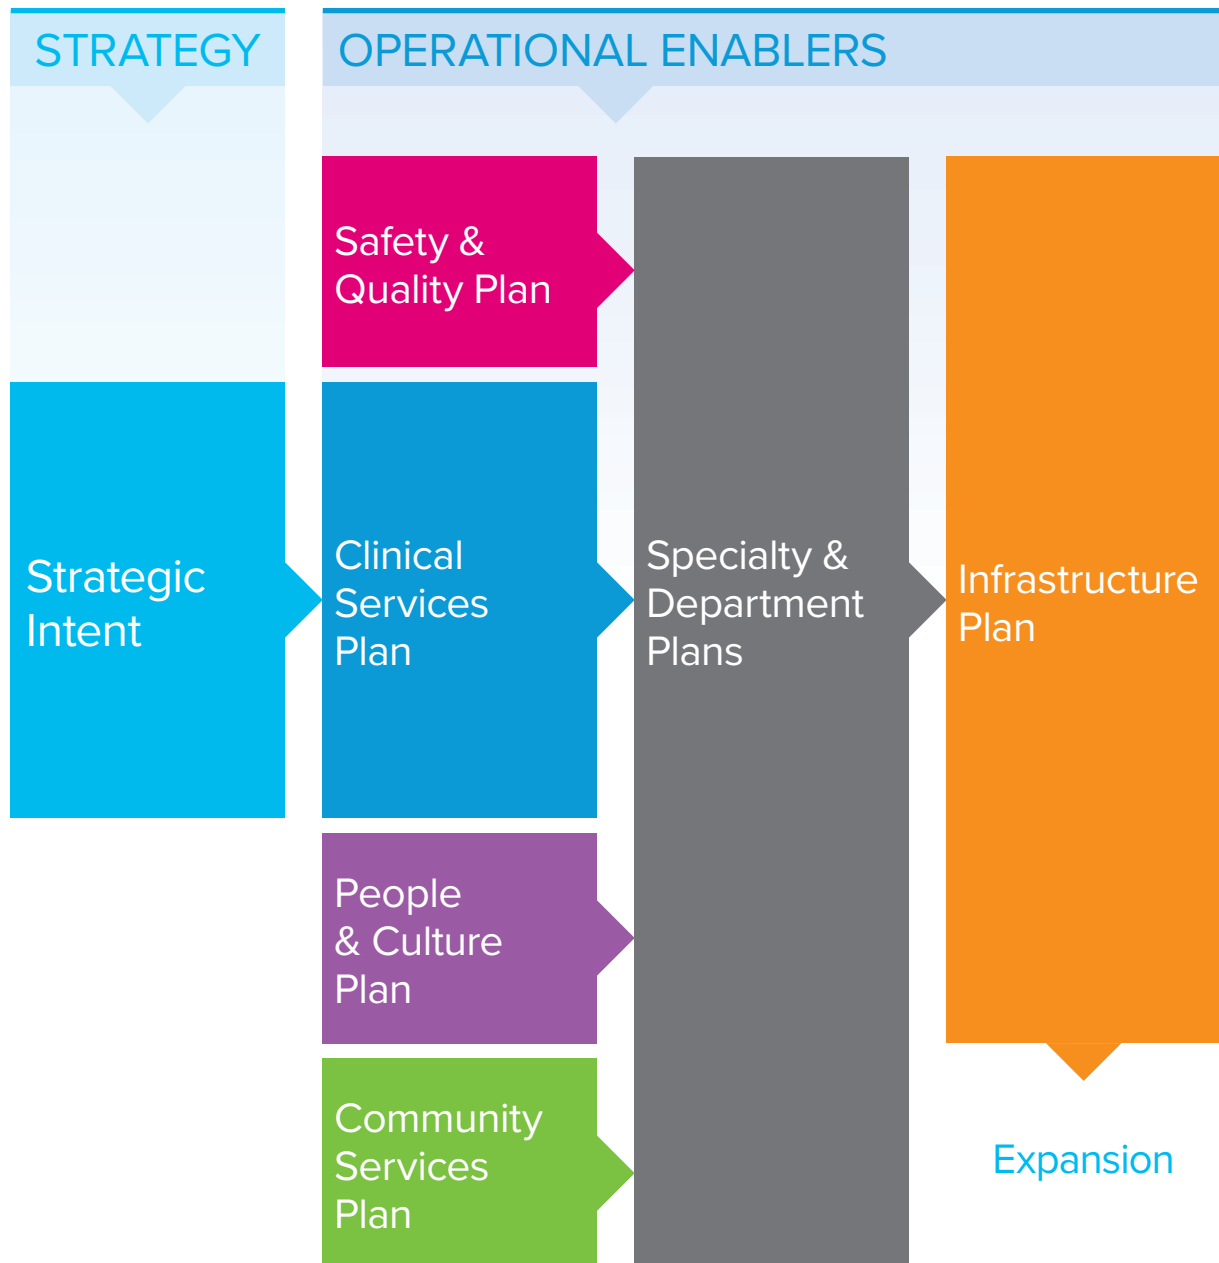 STRATEGY
OPERATIONAL ENABLERS
Safety &
Quality Plan
Strategic
Intent
Clinical
Services
Plan
People
& Culture
Plan
Community
Services
Plan
Specialty &
Department
Plans
Infrastructure
Plan
Expansion